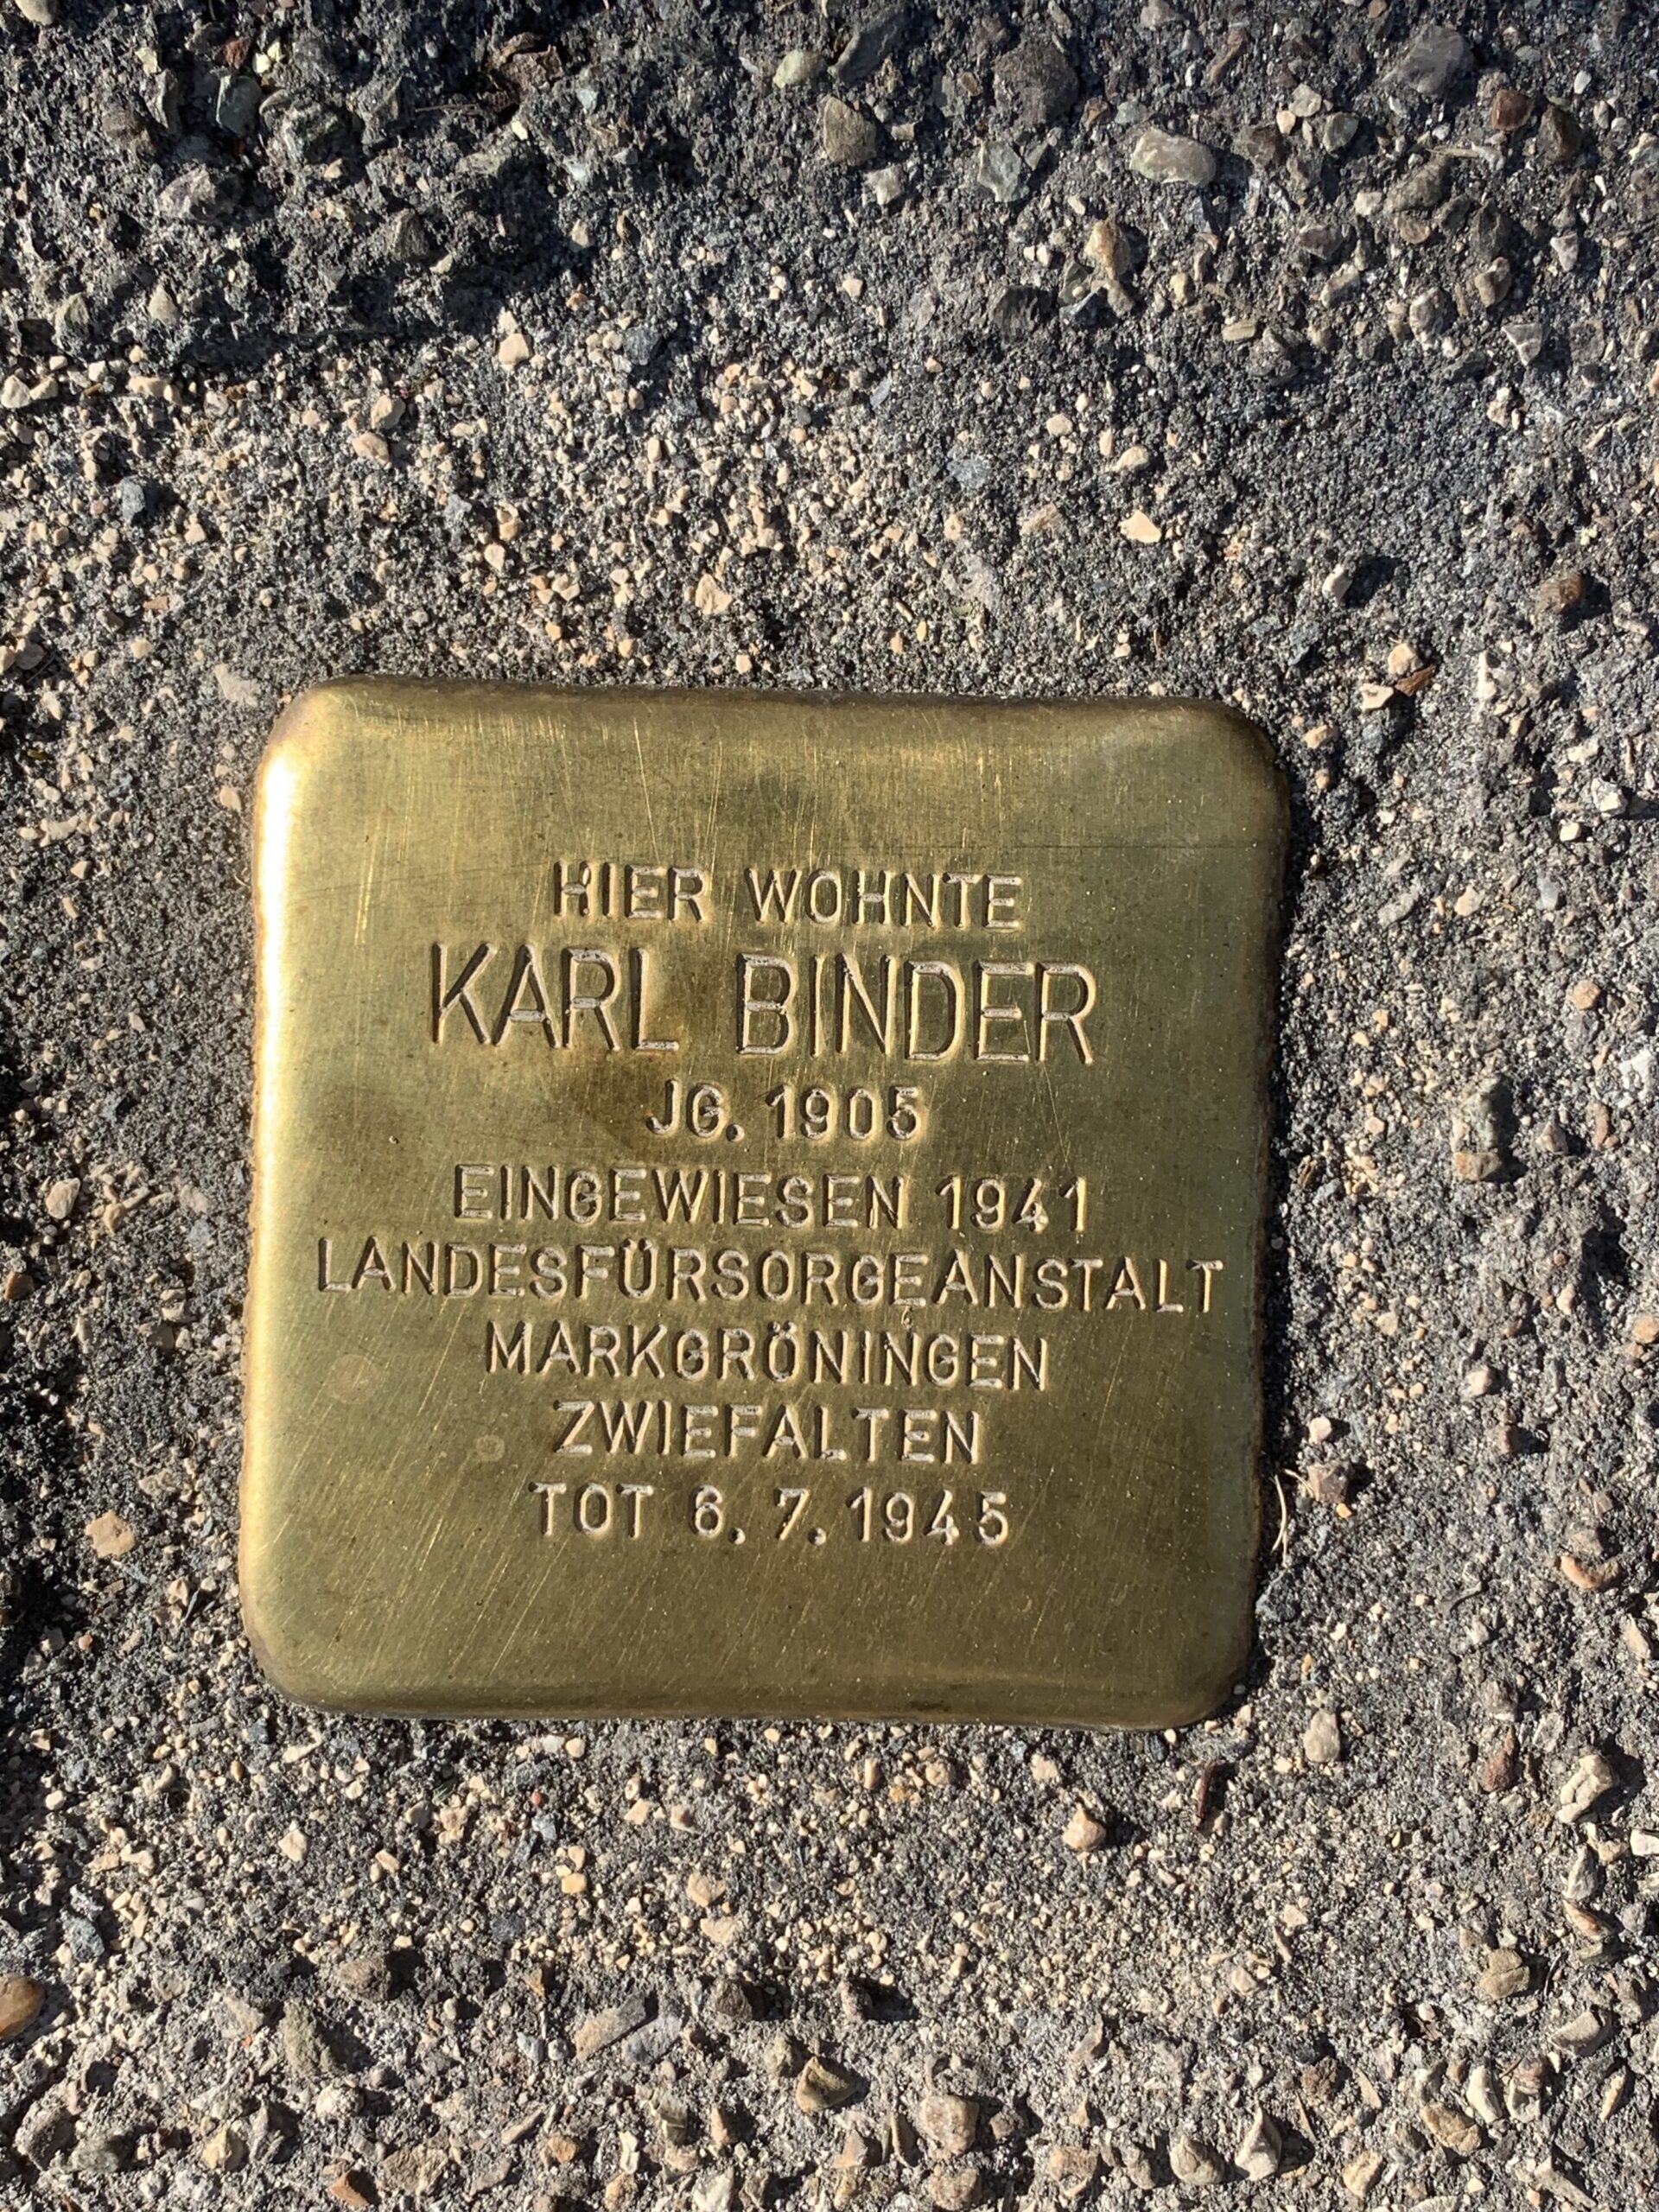 HIER WOHNTE
KARL BINDER
JG. 1905
EINGEWIESEN 1941
LANDESFÜRSORGEANSTALT
MARKGRÖNINGEN
ZWIEFALTEN
TOT 6. 7. 1945